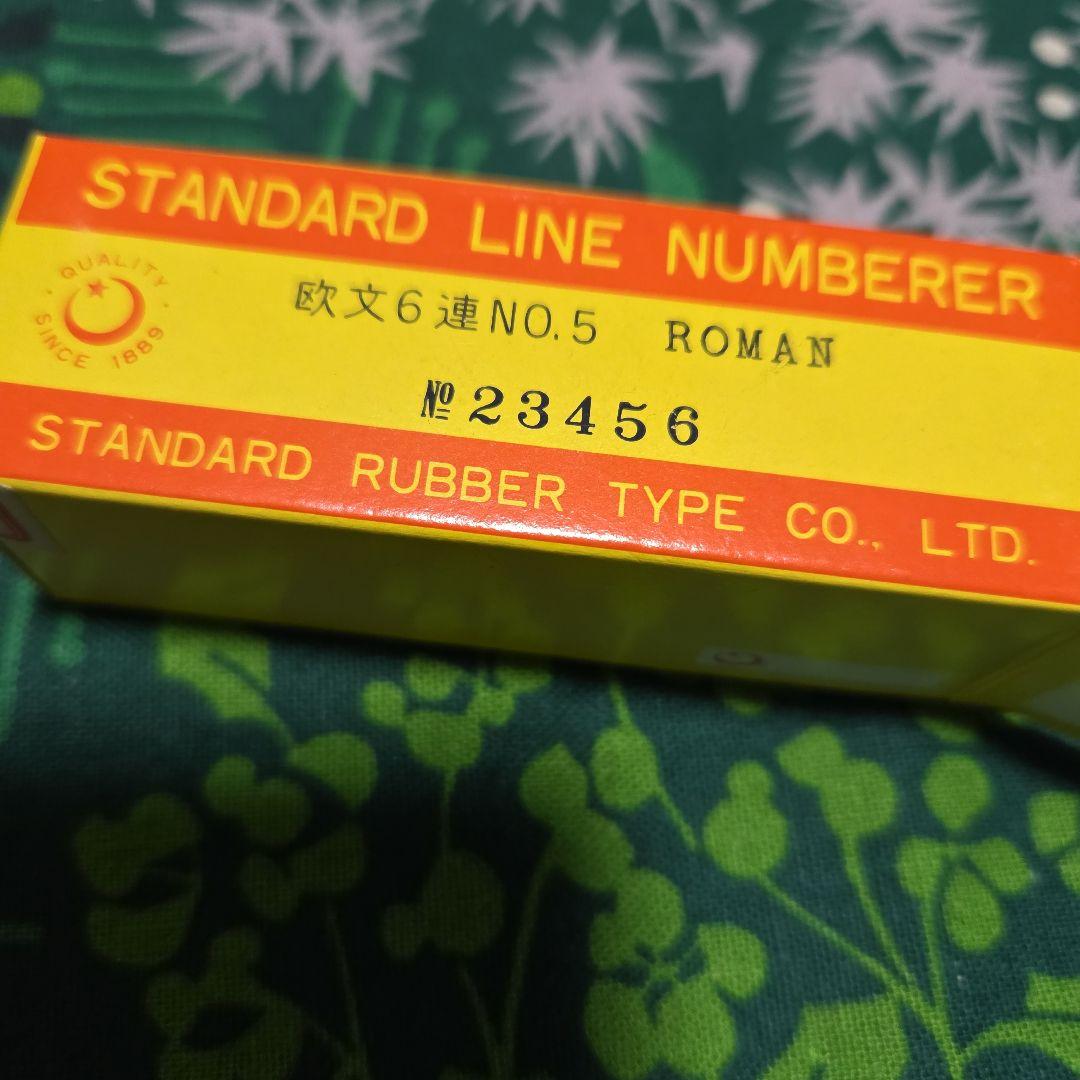 STANDARD LINE NUMBERER
QUALITY
SINCE 1889
欧文6連NO.5 ROMAN
№23456
STANDARD RUBBER TYPE CO., LTD.